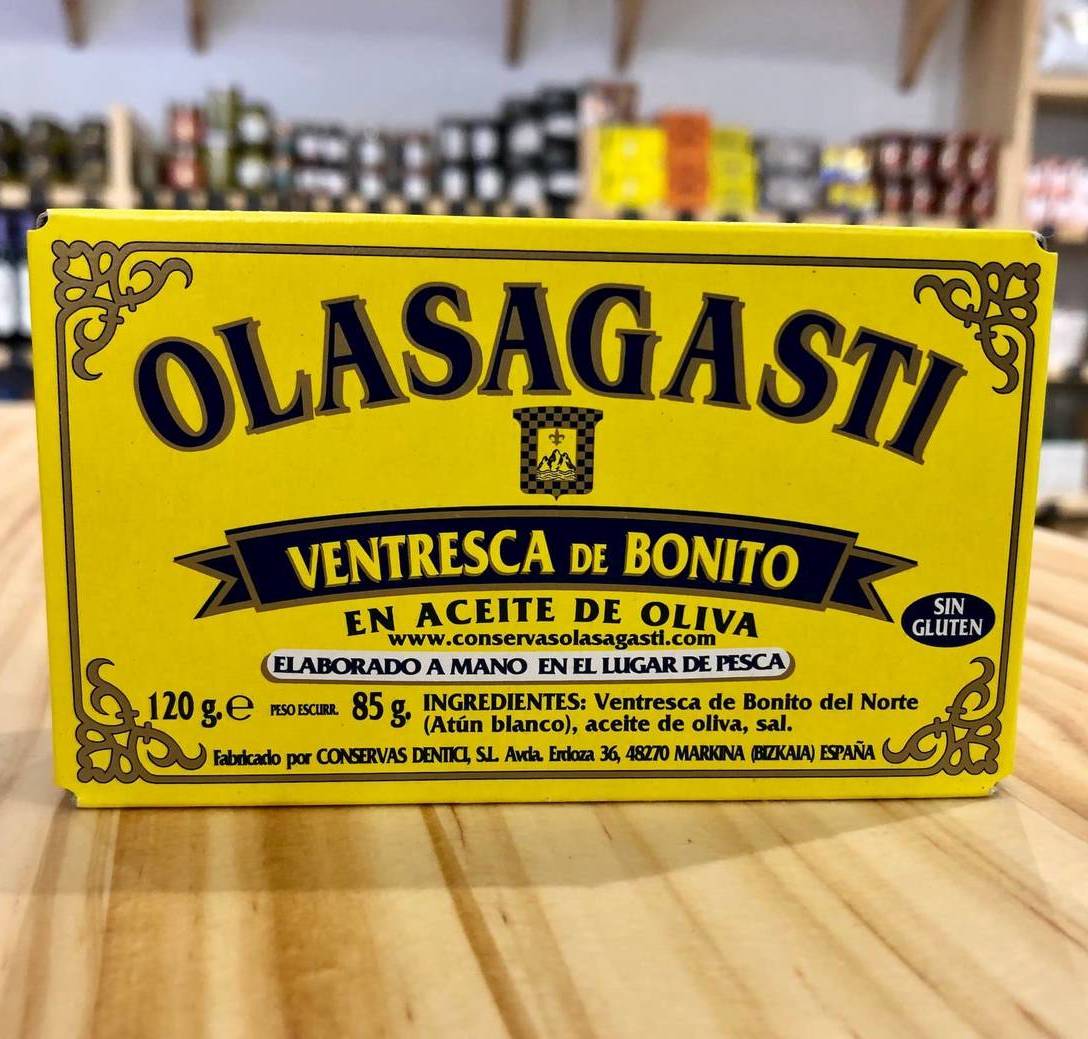 OLASAGASTI
VENTRESCA DE BONITO
EN ACEITE DE OLIVA
www.conservasolasagasti.com
SIN
GLUTEN
ELABORADO A MANO EN EL LUGAR DE PESCA
120 g. e PESO ESCURR. 85 g. INGREDIENTES: Ventresca de Bonito del Norte
(Atún blanco), aceite de oliva, sal.
Fabricado por CONSERVAS DENTICI, S.L. Avda. Erdoza 36, 48270 MARKINA (BIZKAIA) ESPAÑA